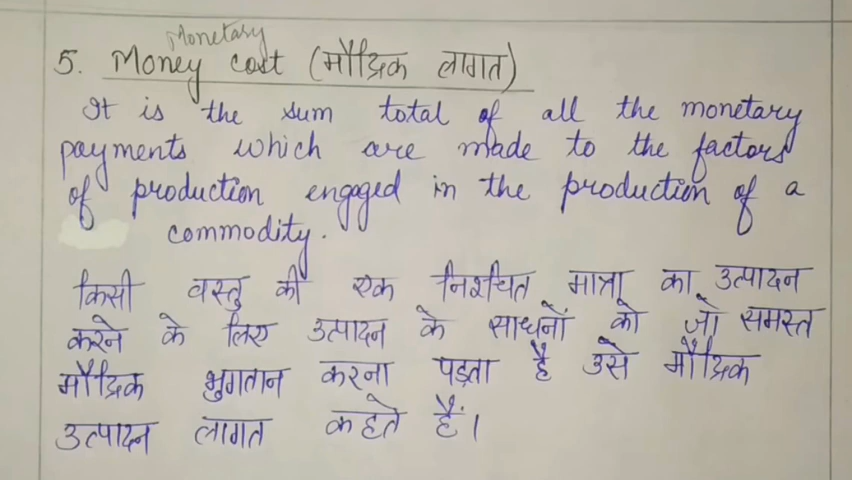 Monetary
5. Money cost (मौद्रिक लागत)
It is the sum total of all the monetary
payments which are made to the factors
of production engaged in the production of a
commodity.
किसी वस्तु की एक निश्चित मात्रा का उत्पादन
करने के लिए उत्पादन के साधनों को जो समस्त
मौद्रिक भुगतान करना पड़ता है उसे मौद्रिक
उत्पादन लागत कहते हैं।